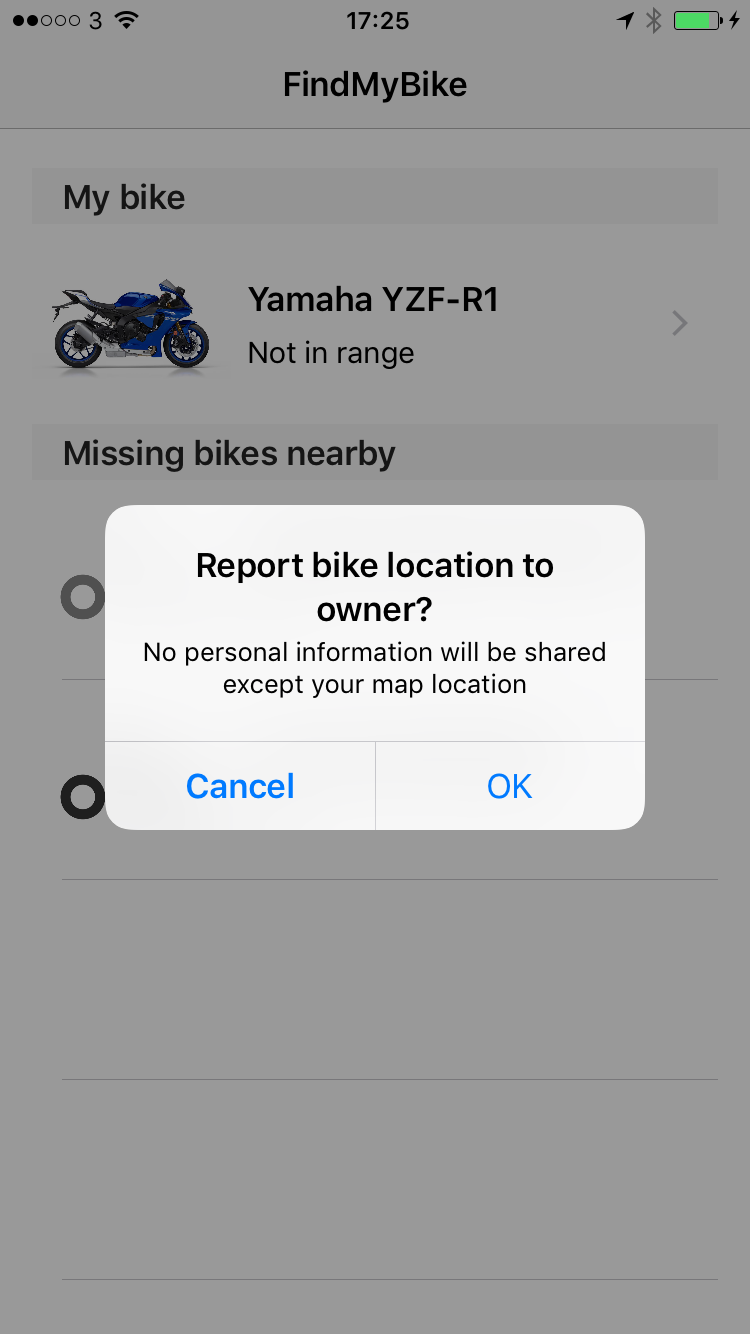 3
17:25
FindMyBike
My bike
Yamaha YZF-R1
Not in range
Missing bikes nearby
Report bike location to
owner?
No personal information will be shared
except your map location
Cancel
OK